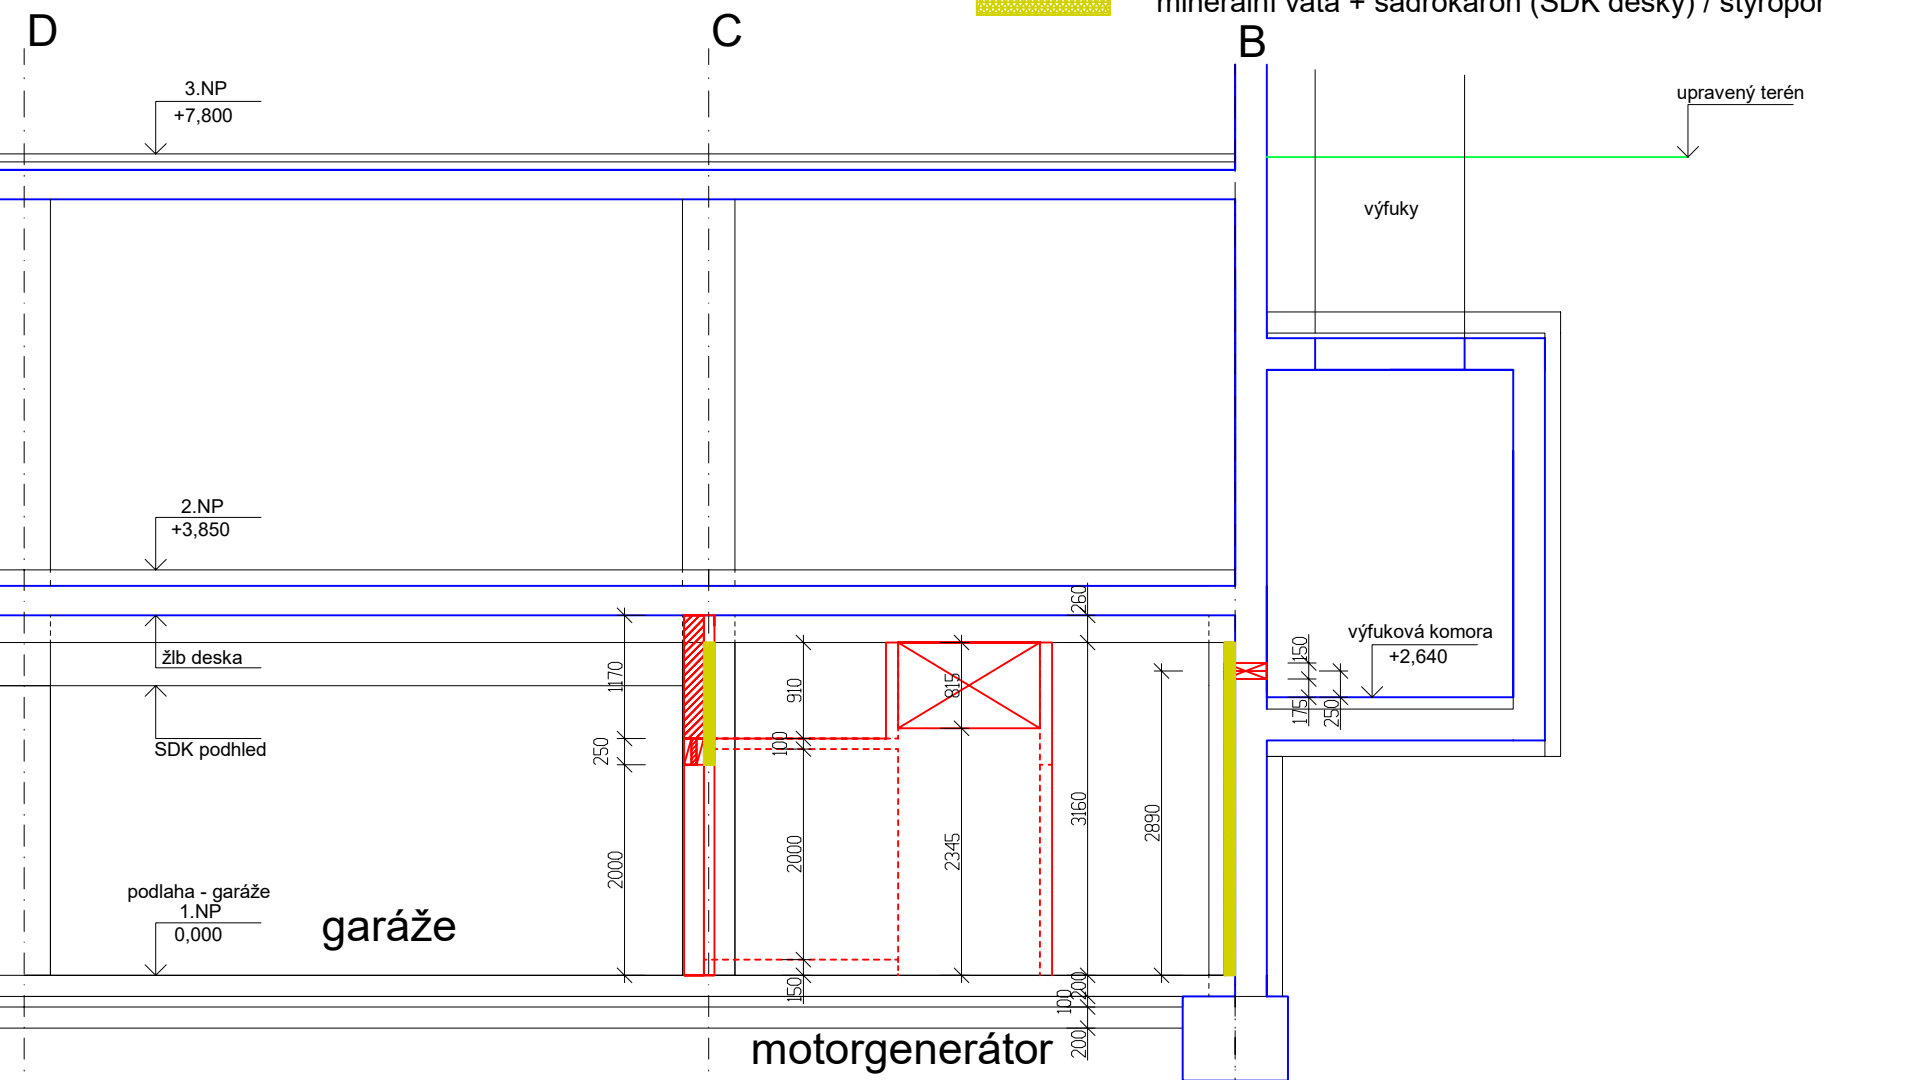 minerální vata + sádrokaron (SDK desky) / styropor
D
C
B
3.NP
+7,800
upravený terén
výfuky
2.NP
+3,850
260
žlb deska
SDK podhled
1170
250
2000
910
100
2000
150
815
2345
3160
200
100
200
2890
výfuková komora
+2,640
150
175
250
podlaha - garáže
1.NP
0,000
garáže
motorgenerátor